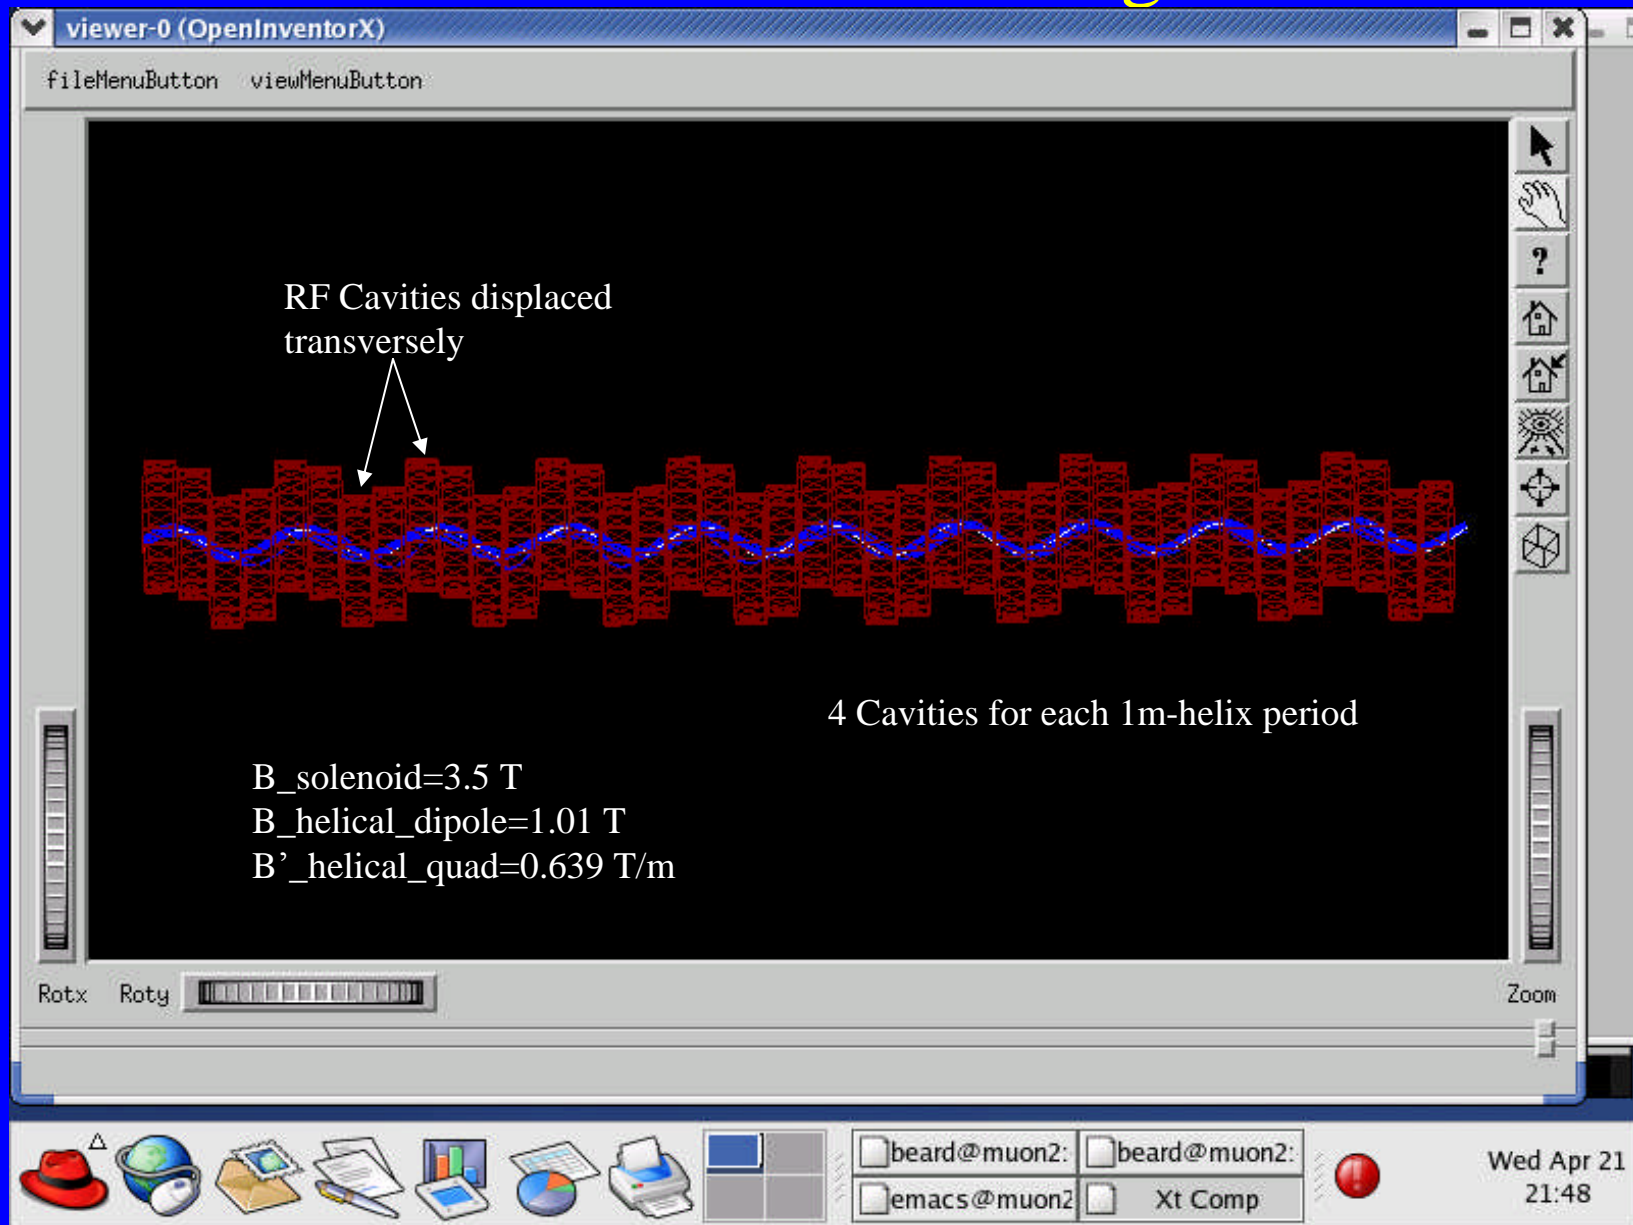 viewer-0 (OpenInventorX)
fileMenuButton viewMenuButton
?
RF Cavities displaced
transversely
4 Cavities for each 1m-helix period
B_solenoid=3.5 T
B_helical_dipole=1.01 T
B’_helical_quad=0.639 T/m
Rotx Roty
Zoom
beard@muon2: beard@muon2:
emacs@muon2 Xt Comp
Wed Apr 21
21:48